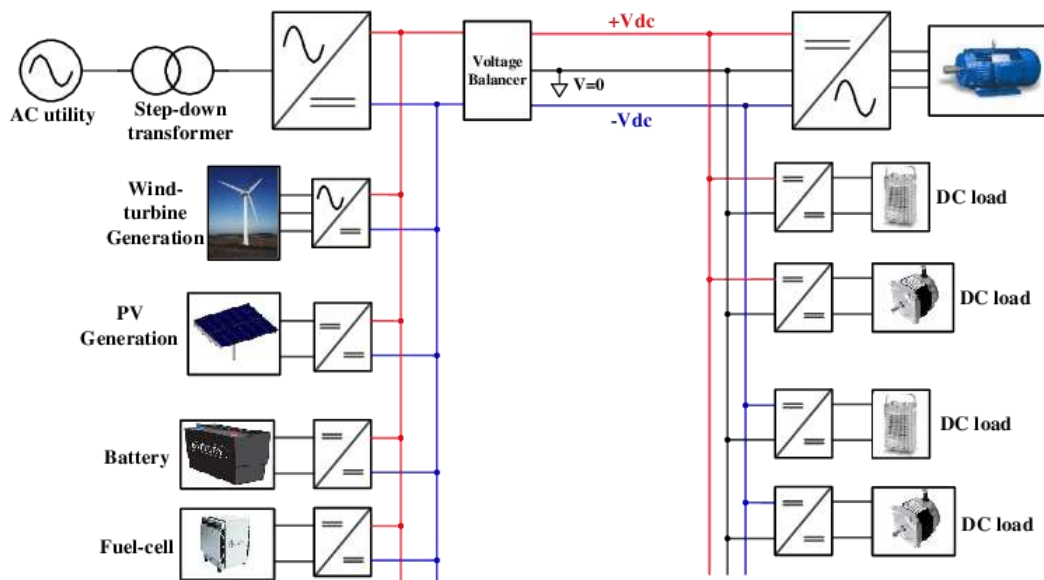 +Vdc
Voltage
Balancer
V=0
-Vdc
AC utility
Step-down
transformer
Wind-
turbine
Generation
DC load
PV
Generation
DC load
Battery
DC load
Fuel-cell
DC load